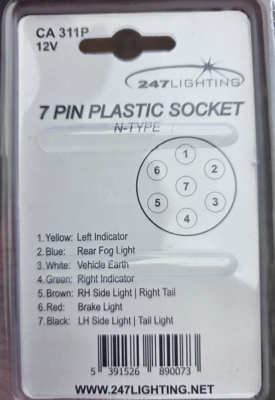 CA 311P
12V
247LIGHTING
7 PIN PLASTIC SOCKET
N-TYPE
1
6 2
7
5 3
4
1.Yellow: Left Indicator
2.Blue: Rear Fog Light
3.White: Vehicle Earth
4.Green: Right Indicator
5.Brown: RH Side Light | Right Tail
6.Red: Brake Light
7.Black: LH Side Light | Tail Light
5 391526 890073 >
WWW.247LIGHTING.NET